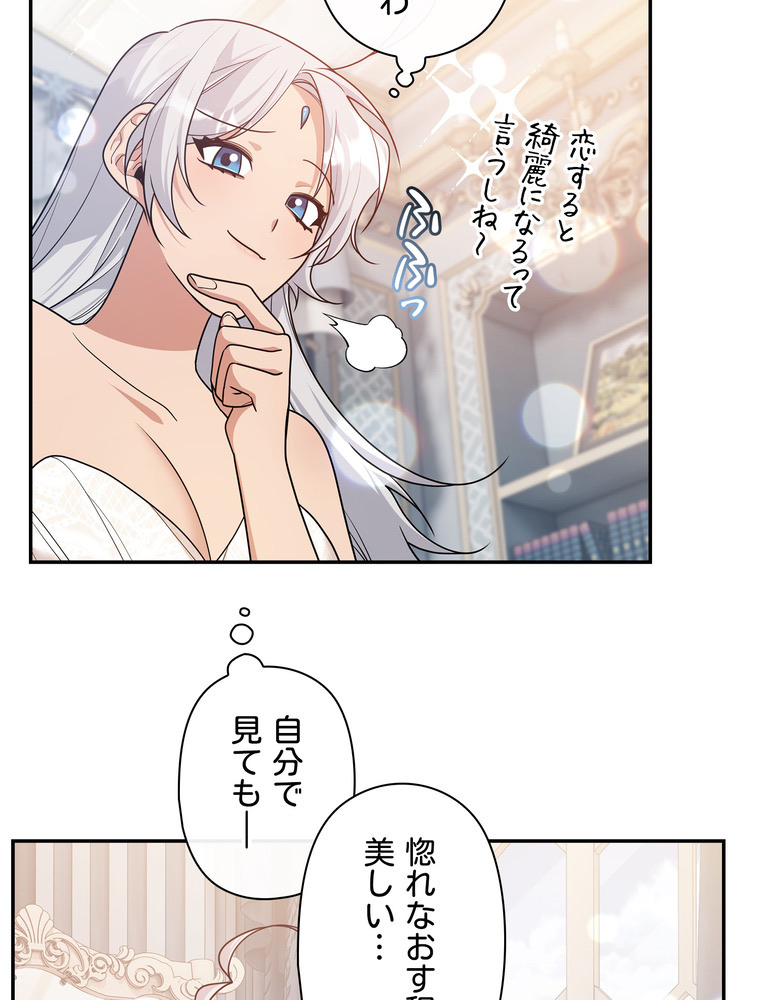 わ
恋すると
綺麗になるって
言うしね〜
ふふっ
自分で
見ても―
惚れなおす程
美しい…